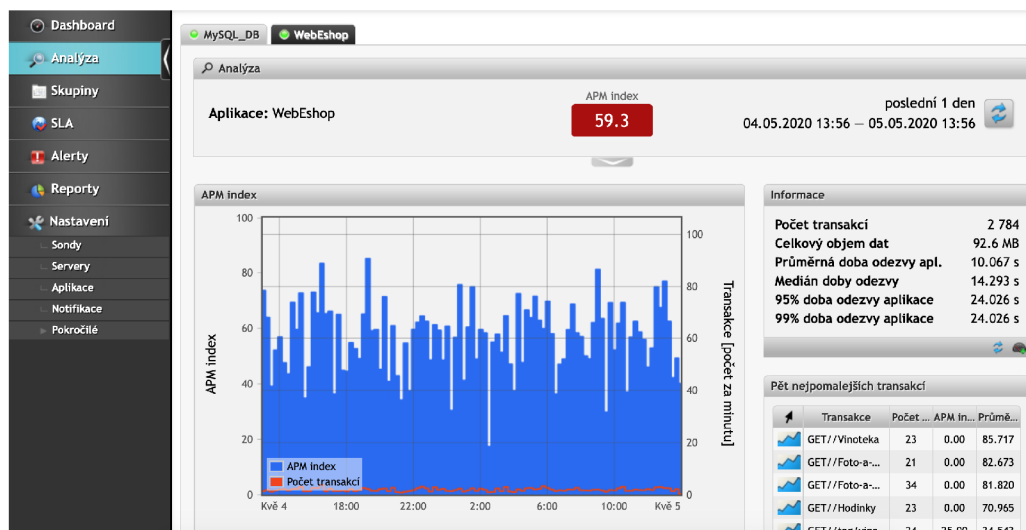 Dashboard
Analýza
Skupiny
SLA
Alerty
Reporty
Nastavení
Sondy
Servery
Aplikace
Notifikace
Pokročilé
MySQL_DB WebEshop
Analýza
Aplikace: WebEshop
APM index
59.3
poslední 1 den
04.05.2020 13:56 — 05.05.2020 13:56
APM index
100
80
60
40
20
0
APM index
100
80
60
40
20
0
Transakce [počet za minutu]
APM index
Počet transakcí
Kvě 4 18:00 22:00 2:00 6:00 10:00 Kvě 5
Informace
Počet transakcí 2 784
Celkový objem dat 92.6 MB
Průměrná doba odezvy apl. 10.067 s
Medián doby odezvy 14.293 s
95% doba odezvy aplikace 24.026 s
99% doba odezvy aplikace 24.026 s
Pět nejpomalejších transakcí
Transakce Počet ... APM in... Průmě...
GET//Vinoteka 23 0.00 85.717
GET//Foto-a-... 21 0.00 82.673
GET//Foto-a-... 34 0.00 81.820
GET//Hodinky 23 0.00 70.965